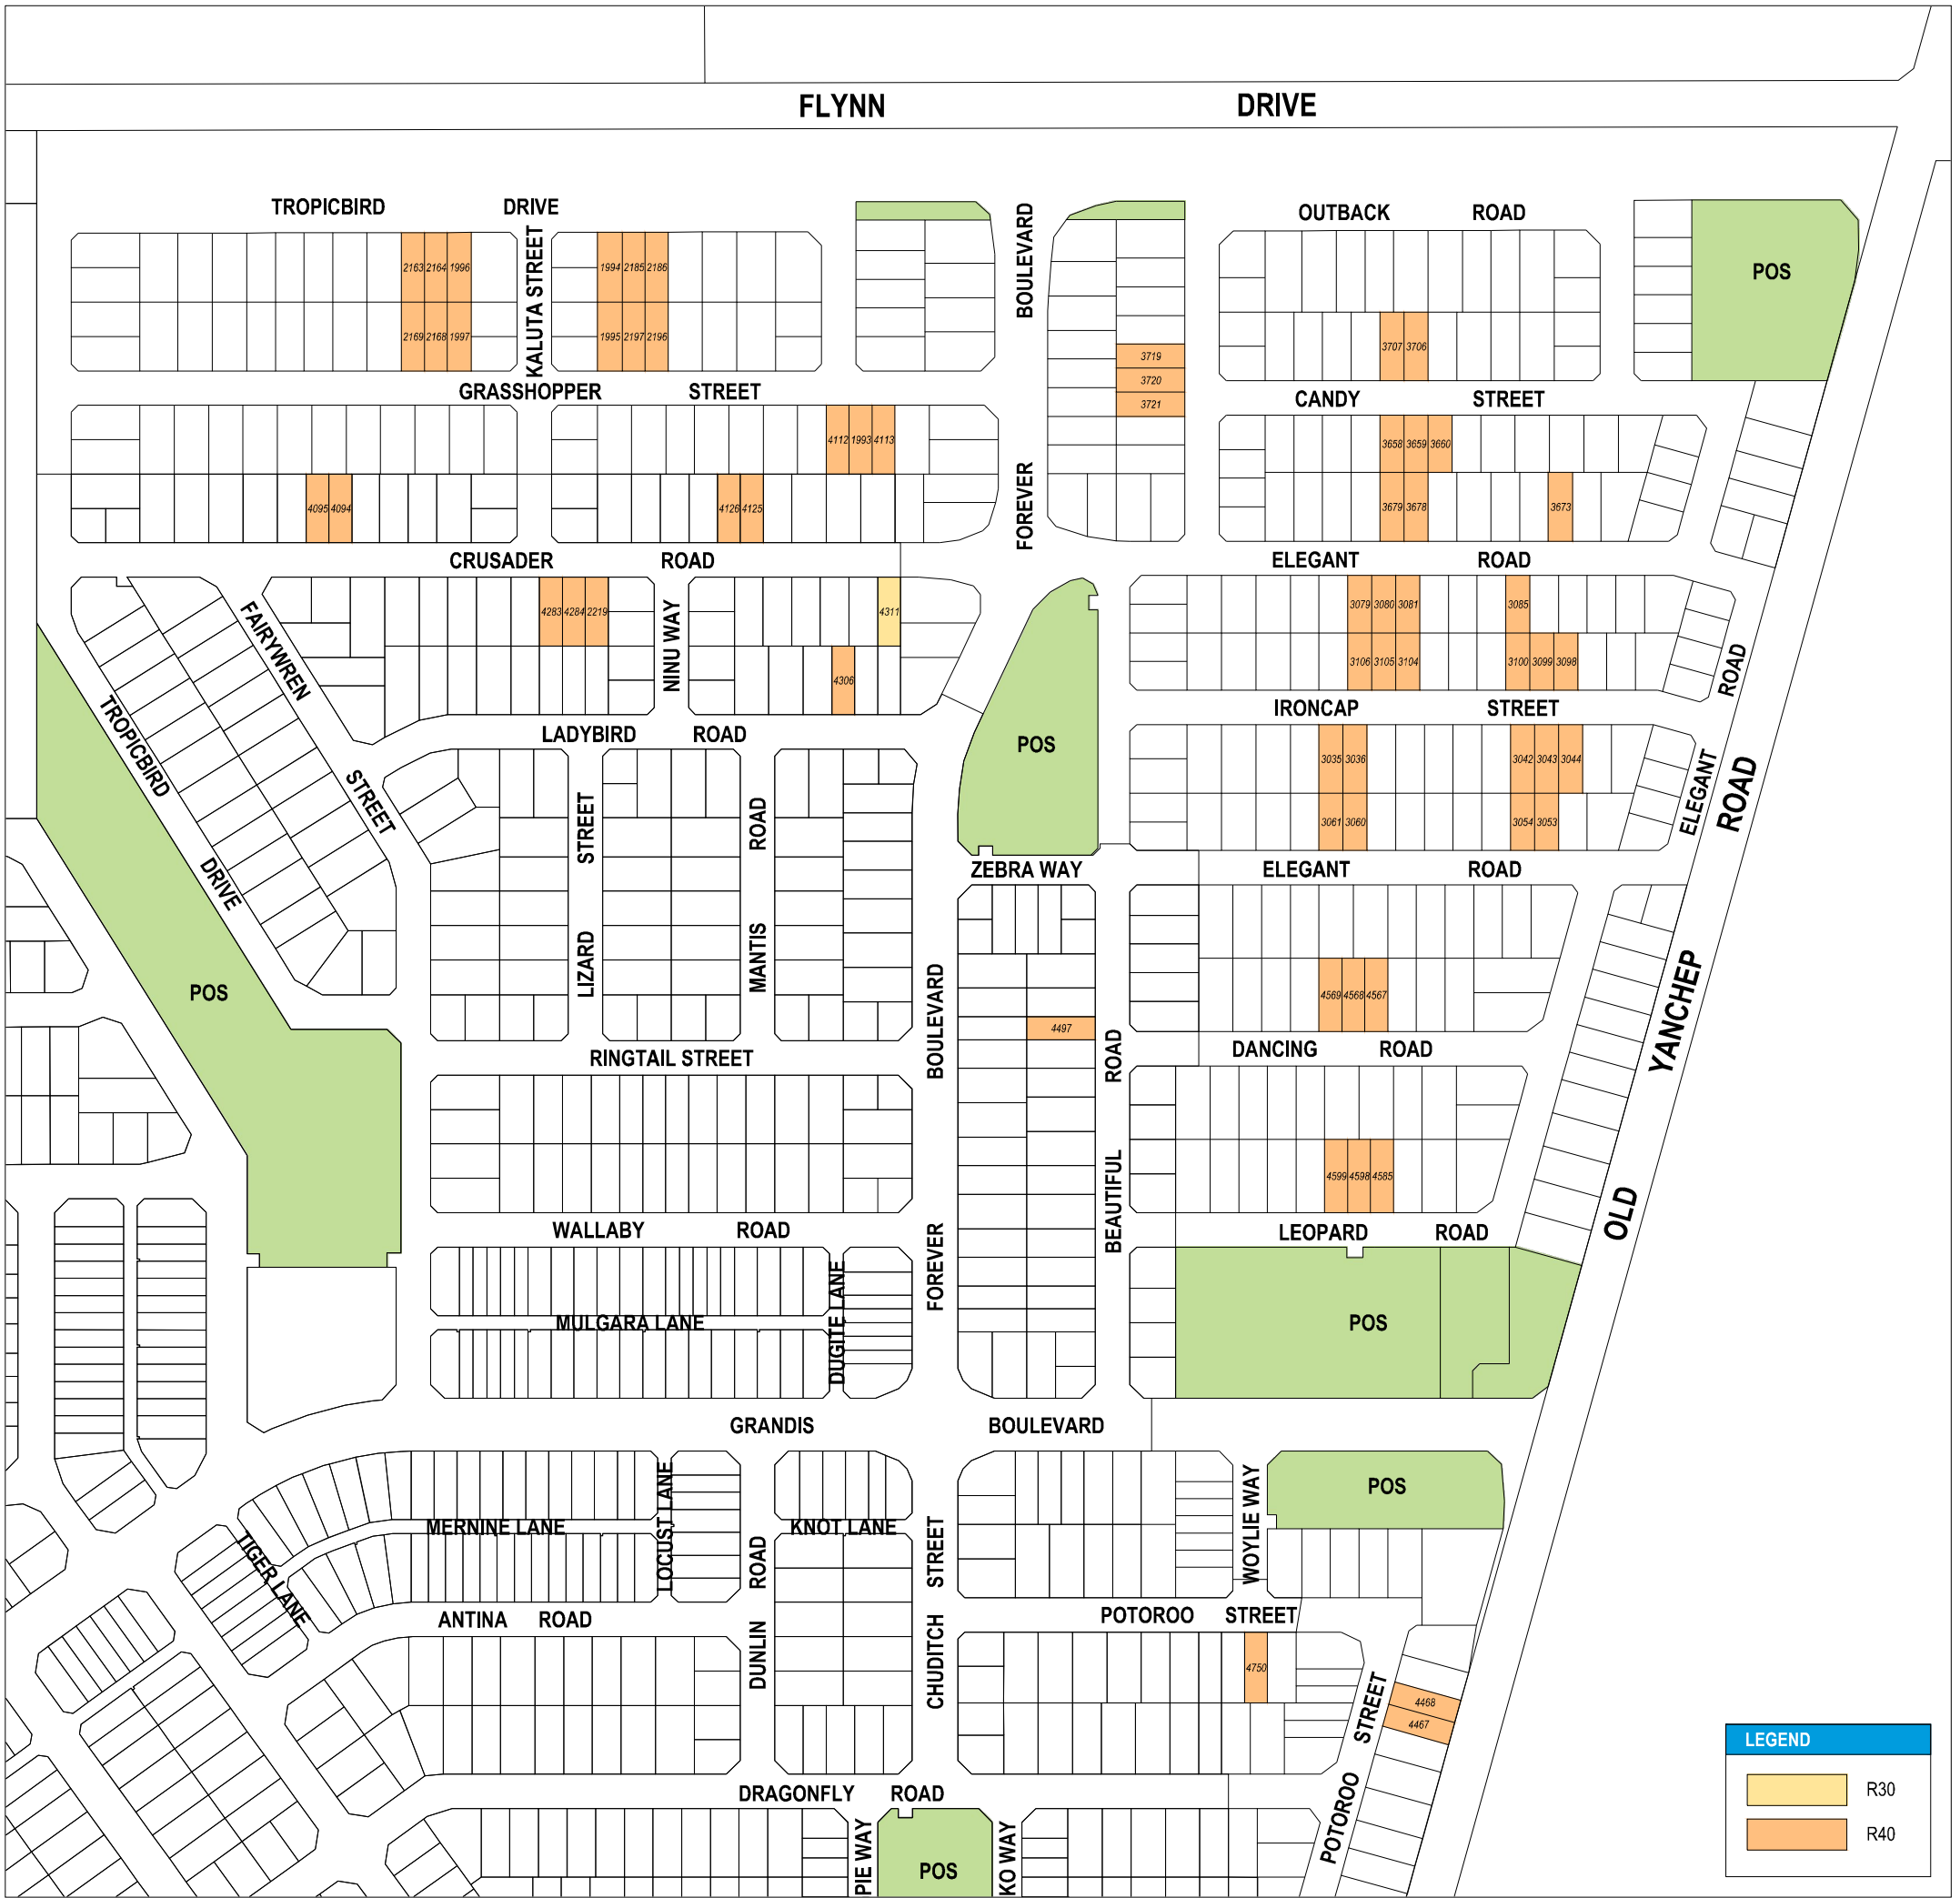 FLYNN DRIVE
TROPICBIRD DRIVE
KALUTA STREET
BOULEVARD
OUTBACK ROAD
POS
2163 2164 1996
1994 2185 2186
2169 2168 1997
1995 2197 2196
3707 3706
3719
3720
3721
GRASSHOPPER STREET
CANDY STREET
4112 1993 4113
3658 3659 3660
4095 4094
4126 4125
FOREVER
3679 3678
3673
CRUSADER ROAD
ELEGANT ROAD
FAIRYWREN
STREET
4283 4284 2219
NINU WAY
4311
4306
3079 3080 3081
3085
3106 3105 3104
3100 3099 3098
ROAD
TROPICBIRD
DRIVE
LADYBIRD ROAD
IRONCAP STREET
POS
3035 3036
3042 3043 3044
ELEGANT
ROAD
3061 3060
3054 3053
STREET
LIZARD
ROAD
MANTIS
ZEBRA WAY
ELEGANT ROAD
POS
BOULEVARD
4569 4568 4567
YANCHEP
4497
RINGTAIL STREET
ROAD
DANCING ROAD
BEAUTIFUL
4599 4598 4585
OLD
WALLABY ROAD
LEOPARD ROAD
FOREVER
DUGITE LANE
MULGARA LANE
POS
GRANDIS BOULEVARD
LOCUST LANE
WOYLIE WAY
POS
MERNINE LANE
KNOT LANE
TIGER LANE
ROAD
DUNLIN
STREET
CHUDITCH
ANTINA ROAD
POTOROO STREET
4750
4468
4467
STREET
POTOROO
DRAGONFLY ROAD
PIE WAY
POS
KO WAY
LEGEND
R30
R40